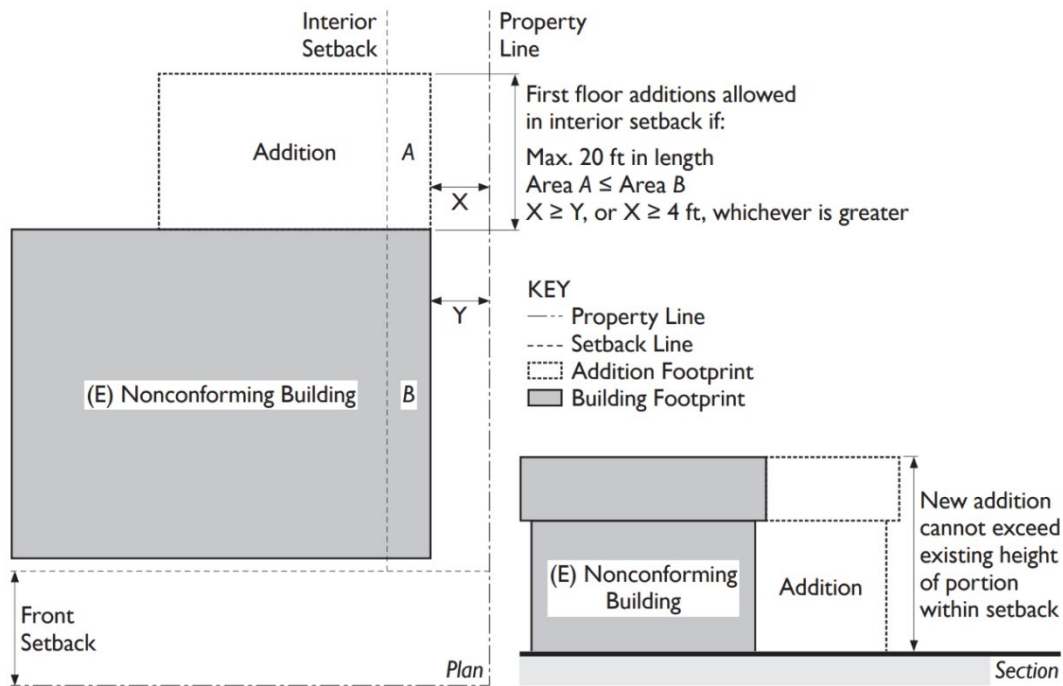 Interior
Setback
Property
Line
First floor additions allowed
in interior setback if:
Max. 20 ft in length
Area A ≤ Area B
X ≥ Y, or X ≥ 4 ft, whichever is greater
Addition
A
X
Y
(E) Nonconforming Building
B
KEY
Property Line
Setback Line
Addition Footprint
Building Footprint
Front
Setback
Plan
(E) Nonconforming
Building
Addition
New addition
cannot exceed
existing height
of portion
within setback
Section